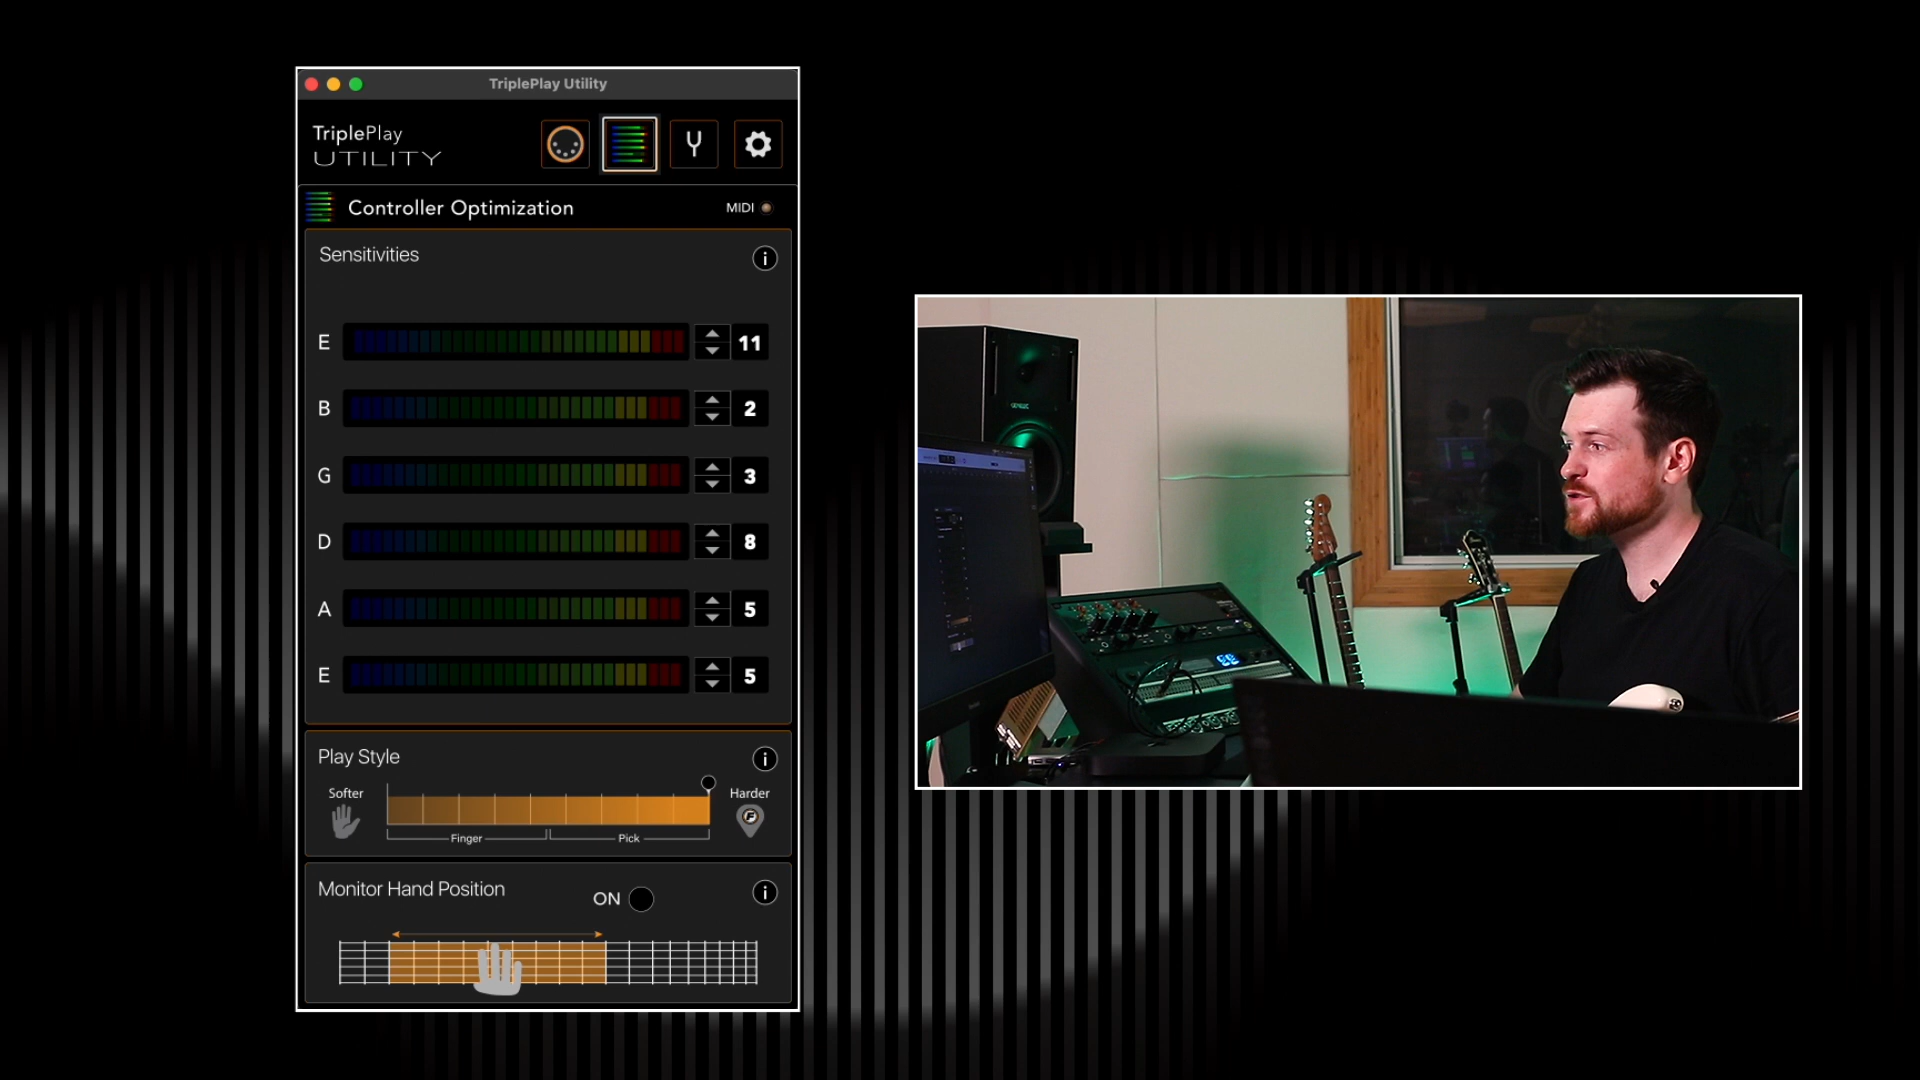 TriplePlay Utility
TriplePlay
UTILITY
Controller Optimization
MIDI
Sensitivities
i
E
11
B
2
G
3
D
8
A
5
E
5
Play Style
i
Softer
Harder
F
Finger
Pick
Monitor Hand Position
ON
i
GENELEC